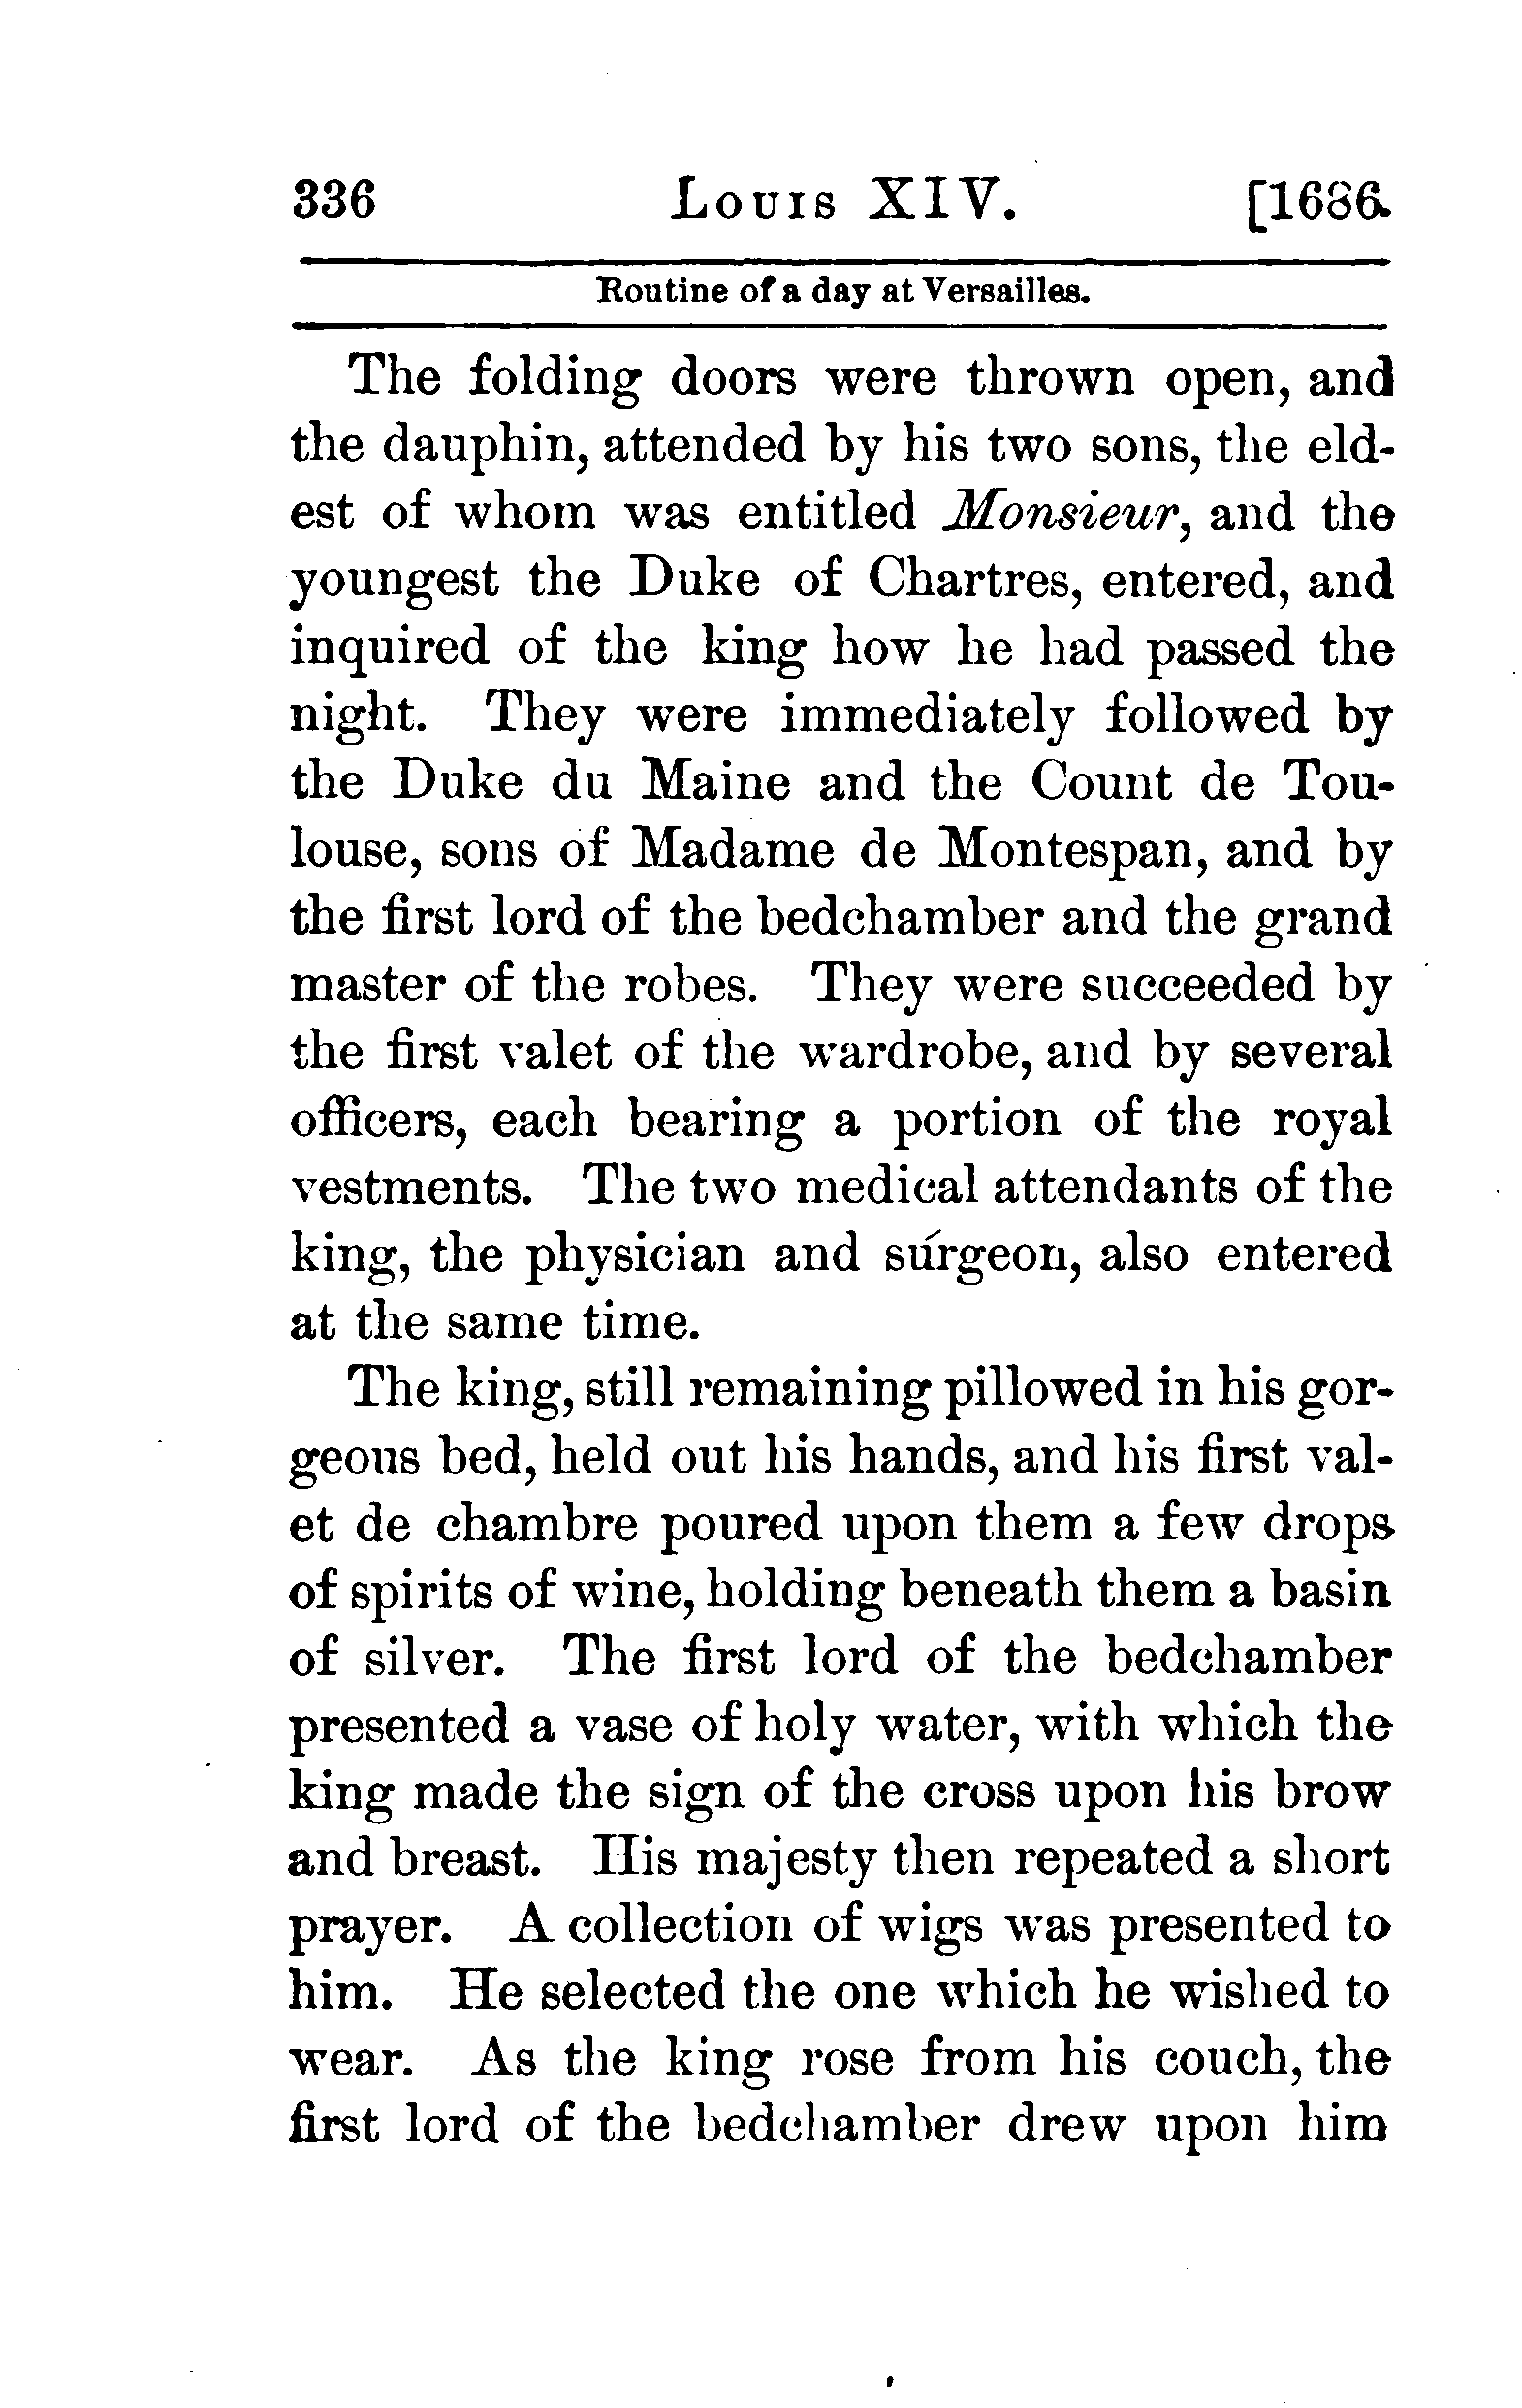 336 Louis XIV. [1686.
Routine of a day at Versailles.
The folding doors were thrown open, and
the dauphin, attended by his two sons, the eld-
est of whom was entitled Monsieur, and the
youngest the Duke of Chartres, entered, and
inquired of the king how he had passed the
night. They were immediately followed by
the Duke du Maine and the Count de Tou-
louse, sons of Madame de Montespan, and by
the first lord of the bedchamber and the grand
master of the robes. They were succeeded by
the first valet of the wardrobe, and by several
officers, each bearing a portion of the royal
vestments. The two medical attendants of the
king, the physician and surgeon, also entered
at the same time.
The king, still remaining pillowed in his gor-
geous bed, held out his hands, and his first val-
et de chambre poured upon them a few drops
of spirits of wine, holding beneath them a basin
of silver. The first lord of the bedchamber
presented a vase of holy water, with which the
king made the sign of the cross upon his brow
and breast. His majesty then repeated a short
prayer. A collection of wigs was presented to
him. He selected the one which he wished to
wear. As the king rose from his couch, the
first lord of the bedchamber drew upon him